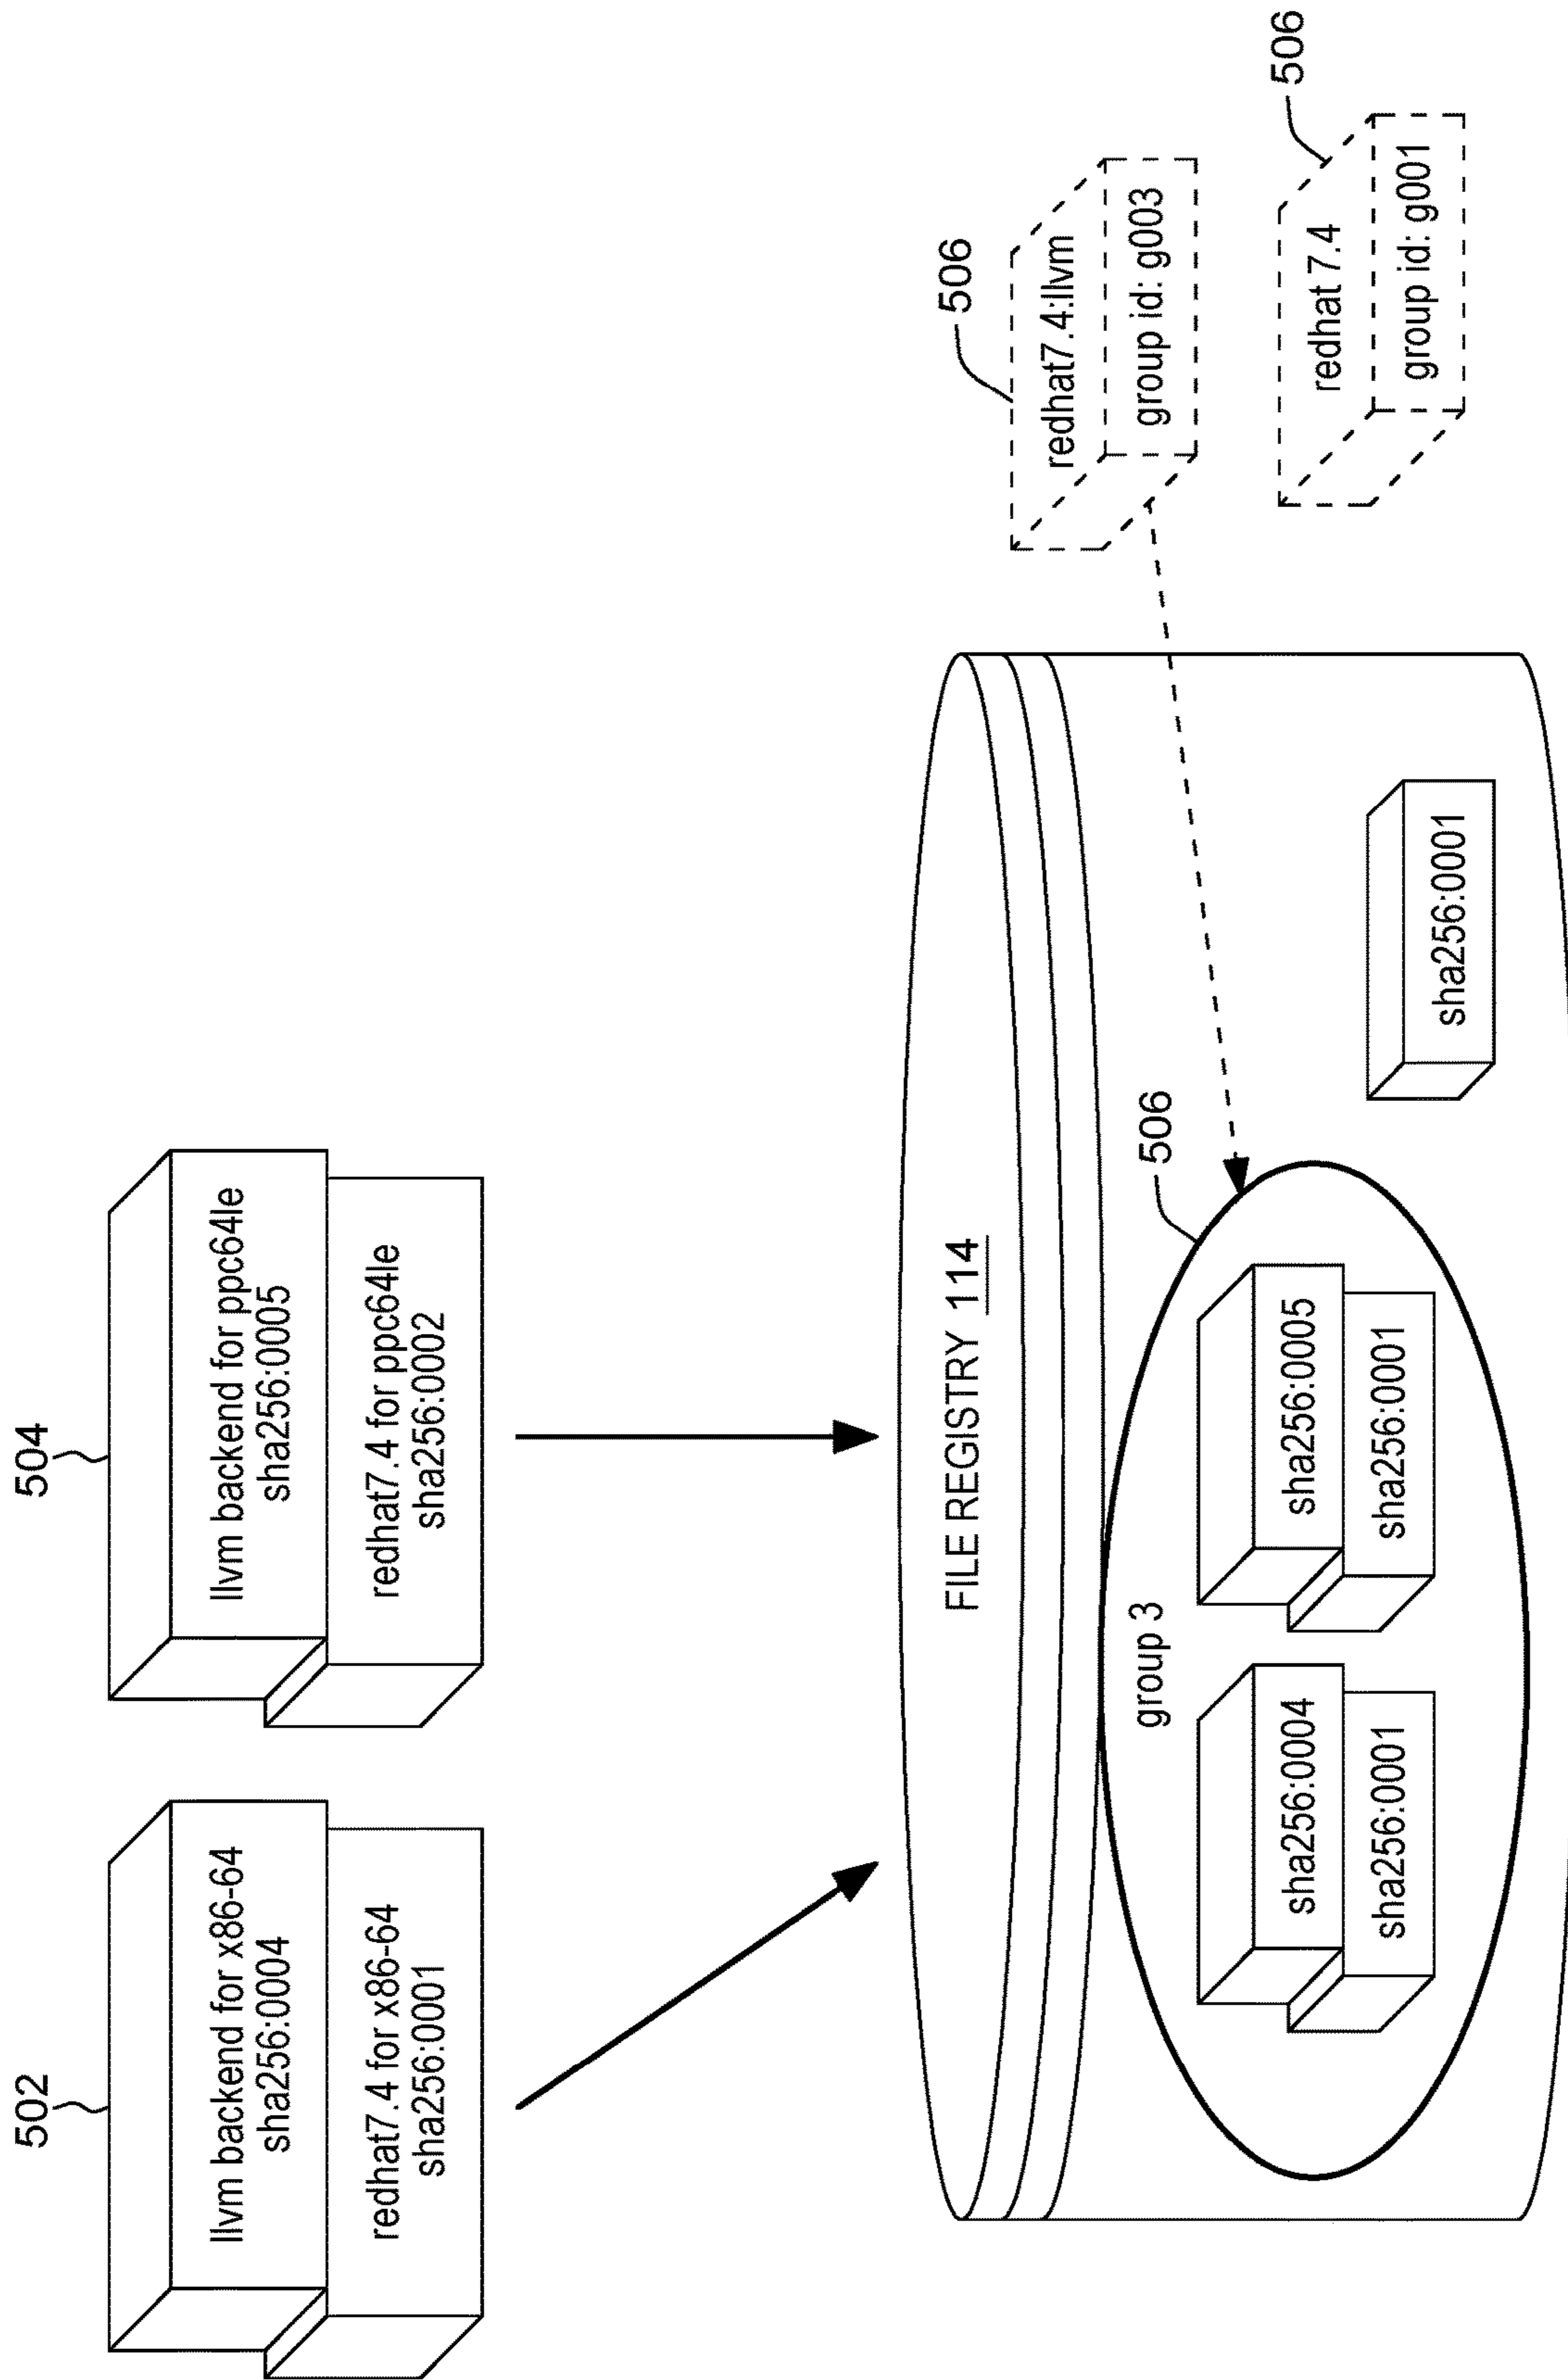 502
llvm backend for x86-64
sha256:0004
redhat7.4 for x86-64
sha256:0001
504
llvm backend for ppc64le
sha256:0005
redhat7.4 for ppc64le
sha256:0002
FILE REGISTRY 114
506
group 3
sha256:0004
sha256:0001
sha256:0005
sha256:0001
sha256:0001
506
redhat7.4:llvm
group id: g003
506
redhat 7.4
group id: g001